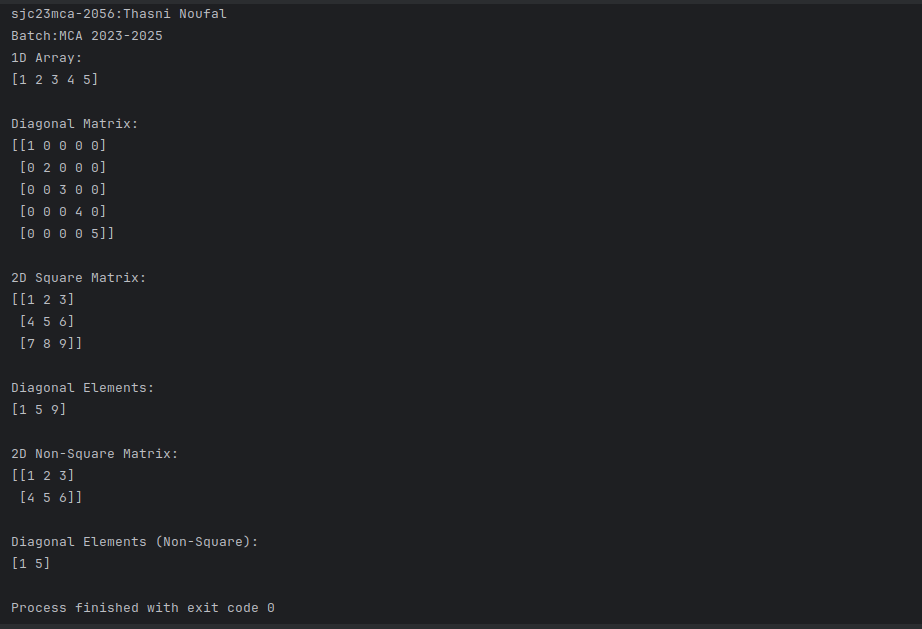 sjc23mca-2056:Thasni Noufal
Batch:MCA 2023-2025
1D Array:
[1 2 3 4 5]
Diagonal Matrix:
[[1 0 0 0 0]
 [0 2 0 0 0]
 [0 0 3 0 0]
 [0 0 0 4 0]
 [0 0 0 0 5]]
2D Square Matrix:
[[1 2 3]
 [4 5 6]
 [7 8 9]]
Diagonal Elements:
[1 5 9]
2D Non-Square Matrix:
[[1 2 3]
 [4 5 6]]
Diagonal Elements (Non-Square):
[1 5]
Process finished with exit code 0